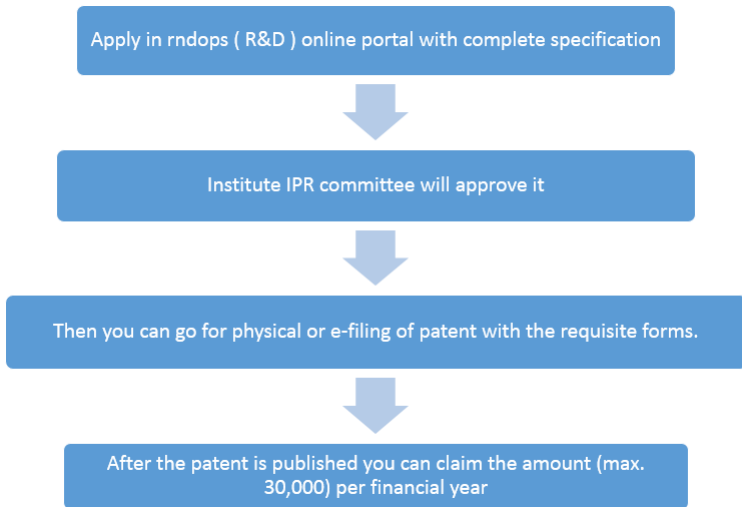 Apply in rndops ( R&D ) online portal with complete specification
Institute IPR committee will approve it
Then you can go for physical or e-filing of patent with the requisite forms.
After the patent is published you can claim the amount (max.
30,000) per financial year